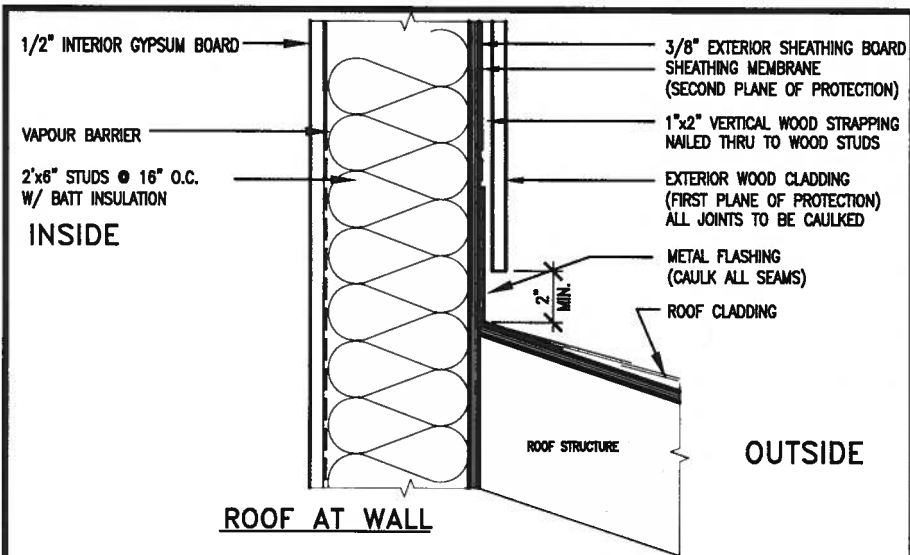 1/2" INTERIOR GYPSUM BOARD
VAPOUR BARRIER
2'x6" STUDS @ 16" O.C.
W/ BATT INSULATION
INSIDE
3/8" EXTERIOR SHEATHING BOARD
SHEATHING MEMBRANE
(SECOND PLANE OF PROTECTION)
1"x2" VERTICAL WOOD STRAPPING
NAILED THRU TO WOOD STUDS
EXTERIOR WOOD CLADDING
(FIRST PLANE OF PROTECTION)
ALL JOINTS TO BE CAULKED
METAL FLASHING
(CAULK ALL SEAMS)
2"
MIN.
ROOF CLADDING
ROOF STRUCTURE
OUTSIDE
ROOF AT WALL